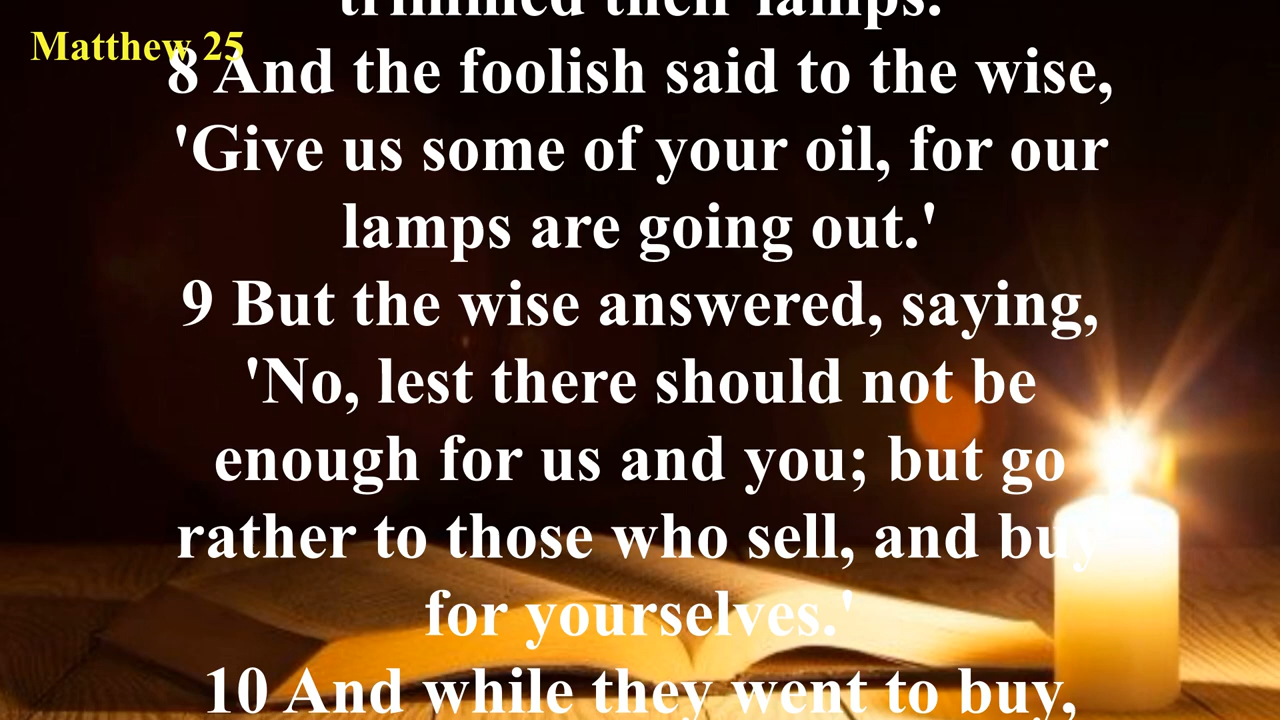 trimmed their lamps.
Matthew 25
8 And the foolish said to the wise,
'Give us some of your oil, for our
lamps are going out.'
9 But the wise answered, saying,
'No, lest there should not be
enough for us and you; but go
rather to those who sell, and buy
for yourselves.'
10 And while they went to buy,